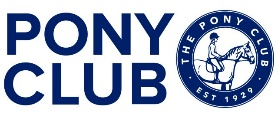 PONY
CLUB
THE PONY CLUB
· EST 1929 ·